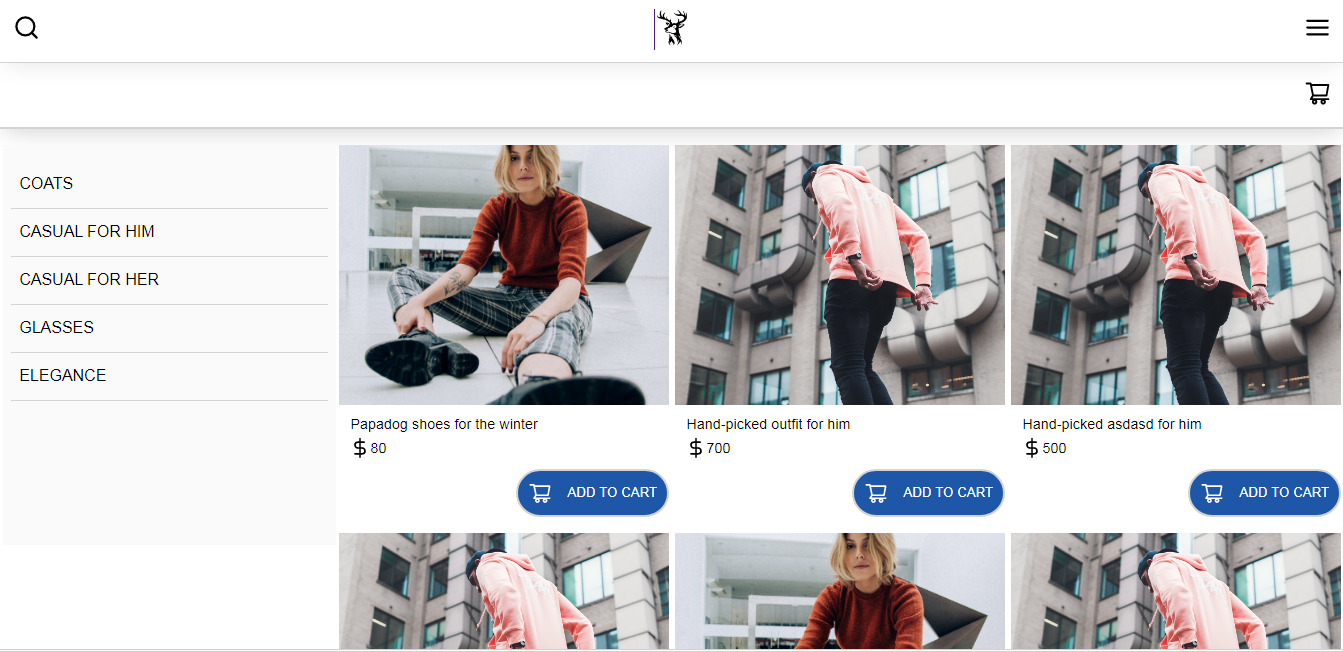 COATS
CASUAL FOR HIM
CASUAL FOR HER
GLASSES
ELEGANCE
Papadog shoes for the winter
$ 80
ADD TO CART
Hand-picked outfit for him
$ 700
ADD TO CART
Hand-picked asdasd for him
$ 500
ADD TO CART